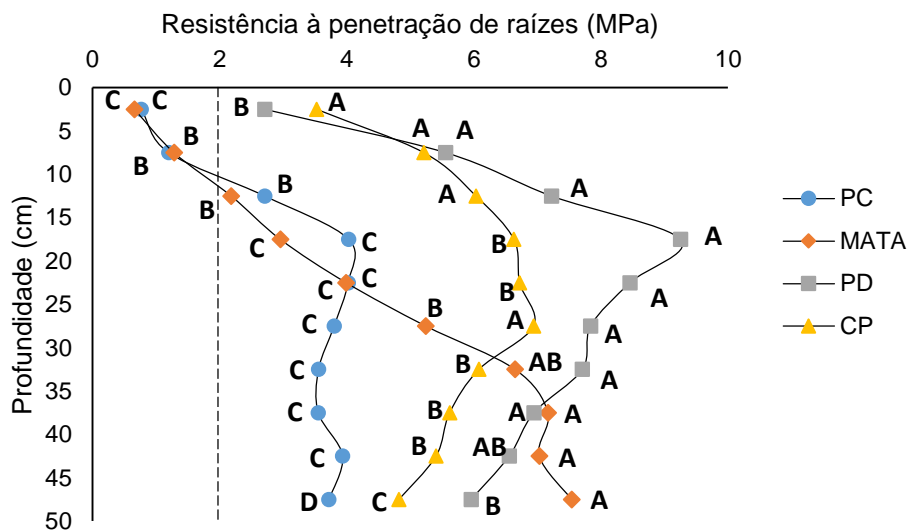 Resistência à penetração de raízes (MPa)
0 2 4 6 8 10
Profundidade (cm)
0
5
10
15
20
25
30
35
40
45
50
C C B A
B B A A
B B A A
C C B A
C C B A
C B A A
C B AB A
C B A A
C B AB A
D C B A
PC
MATA
PD
CP